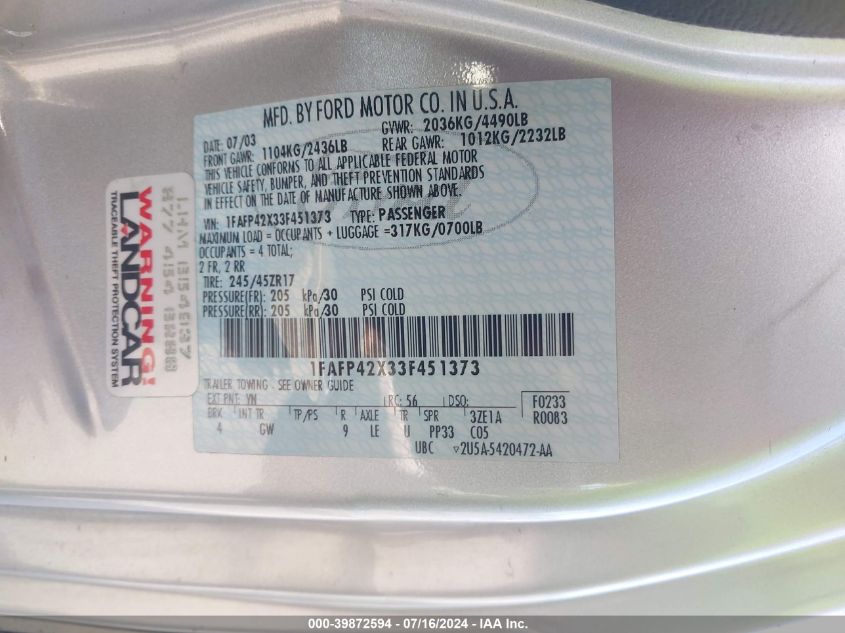 MFD. BY FORD MOTOR CO. IN U.S.A.
DATE: 07/03 GVWR: 2036KG/4490LB
FRONT GAWR: 1104KG/2436LB REAR GAWR: 1012KG/2232LB
THIS VEHICLE CONFORMS TO ALL APPLICABLE FEDERAL MOTOR
VEHICLE SAFETY, BUMPER, AND THEFT PREVENTION STANDARDS
IN EFFECT ON THE DATE OF MANUFACTURE SHOWN ABOVE.
VIN: 1FAFP42X33F451373 TYPE: PASSENGER
MAXIMUM LOAD = OCCUPANTS + LUGGAGE =317KG/0700LB
OCCUPANTS = 4 TOTAL;
2 FR, 2 RR
TIRE: 245/45ZR17
PRESSURE(FR): 205 kPa/30 PSI COLD
PRESSURE(RR): 205 kPa/30 PSI COLD
1FAFP42X33F451373
TRAILER TOWING - SEE OWNER GUIDE
EXT PNT: YN RC: 56 DSO: F0233
BRK INT TR TP/PS R AXLE TR SPR 3ZE1A R0083
4 GW 9 LE U PP33 C05
UBC ▽2U5A-5420472-AA
WARNING!
LANDCAR
TRACEABLE THEFT PROTECTION SYSTEM
000-39872594 - 07/16/2024 - IAA Inc.